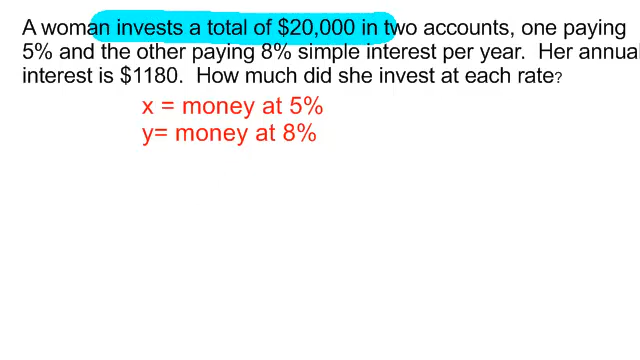 A woman invests a total of $20,000 in two accounts, one paying
5% and the other paying 8% simple interest per year.  Her annual
interest is $1180.  How much did she invest at each rate?
x = money at 5%
y= money at 8%